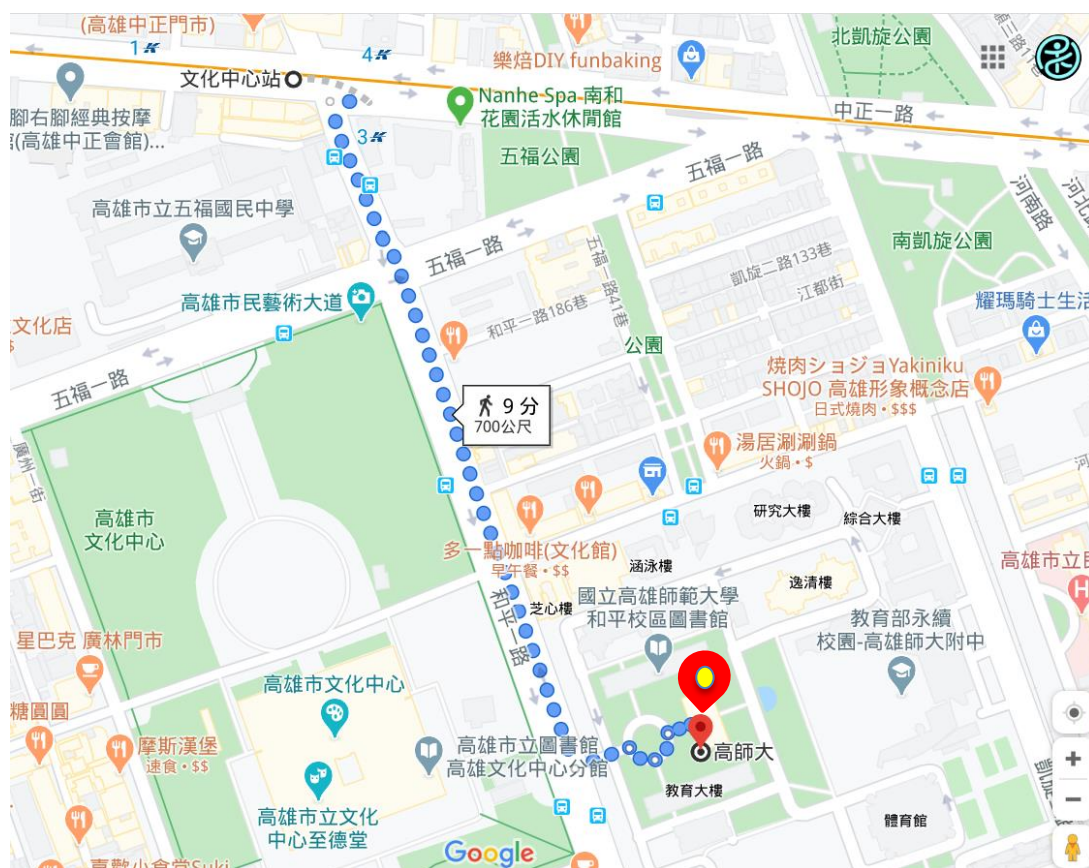 (高雄中正門市)
1
4
樂焙DIY funbaking
北凱旋公園
文化中心站
腳右腳經典按摩
(高雄中正會館)...
Nanhe Spa 南和
花園活水休閒館
中正一路
3
五福公園
五福一路
河南路
高雄市立五福國民中學
五福一路
五福一路41巷
凱旋二路133巷
江都街
南凱旋公園
高雄市民藝術大道
和平一路186巷
公園
耀瑪騎士生活
文化店
五福一路
燒肉ショジョYakiniku
SHOJO 高雄形象概念店
日式燒肉・$$$
9 分
700公尺
湯居涮涮鍋
火鍋・$
廣州一街
高雄市
文化中心
研究大樓
綜合大樓
多一點咖啡(文化館)
早午餐・$$
涵泳樓
逸清樓
高雄市立民
芝心樓
國立高雄師範大學
和平校區圖書館
和平一路
教育部永續
校園-高雄師大附中
星巴克 廣林門市
高雄市文化中心
糖圓圓
摩斯漢堡
速食・$$
高雄市立圖書館
高雄文化中心分館
高師大
教育大樓
高雄市立文化
中心至德堂
體育館
Google